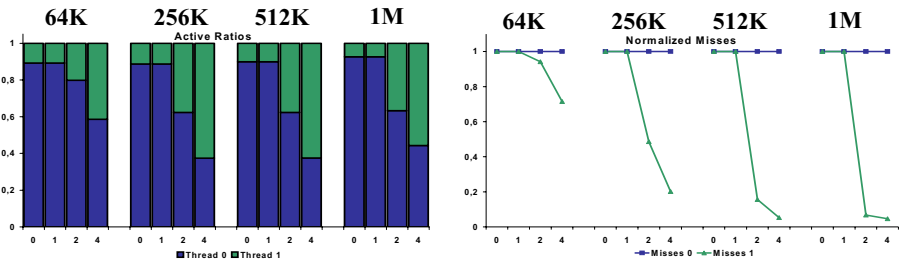 64K 256K 512K 1M
Active Ratios
1
0,8
0,6
0,4
0,2
0
0 1 2 4 0 1 2 4 0 1 2 4 0 1 2 4
Thread 0 Thread 1
64K 256K 512K 1M
Normalized Misses
1
0,8
0,6
0,4
0,2
0
0 1 2 4 0 1 2 4 0 1 2 4 0 1 2 4
Misses 0 Misses 1